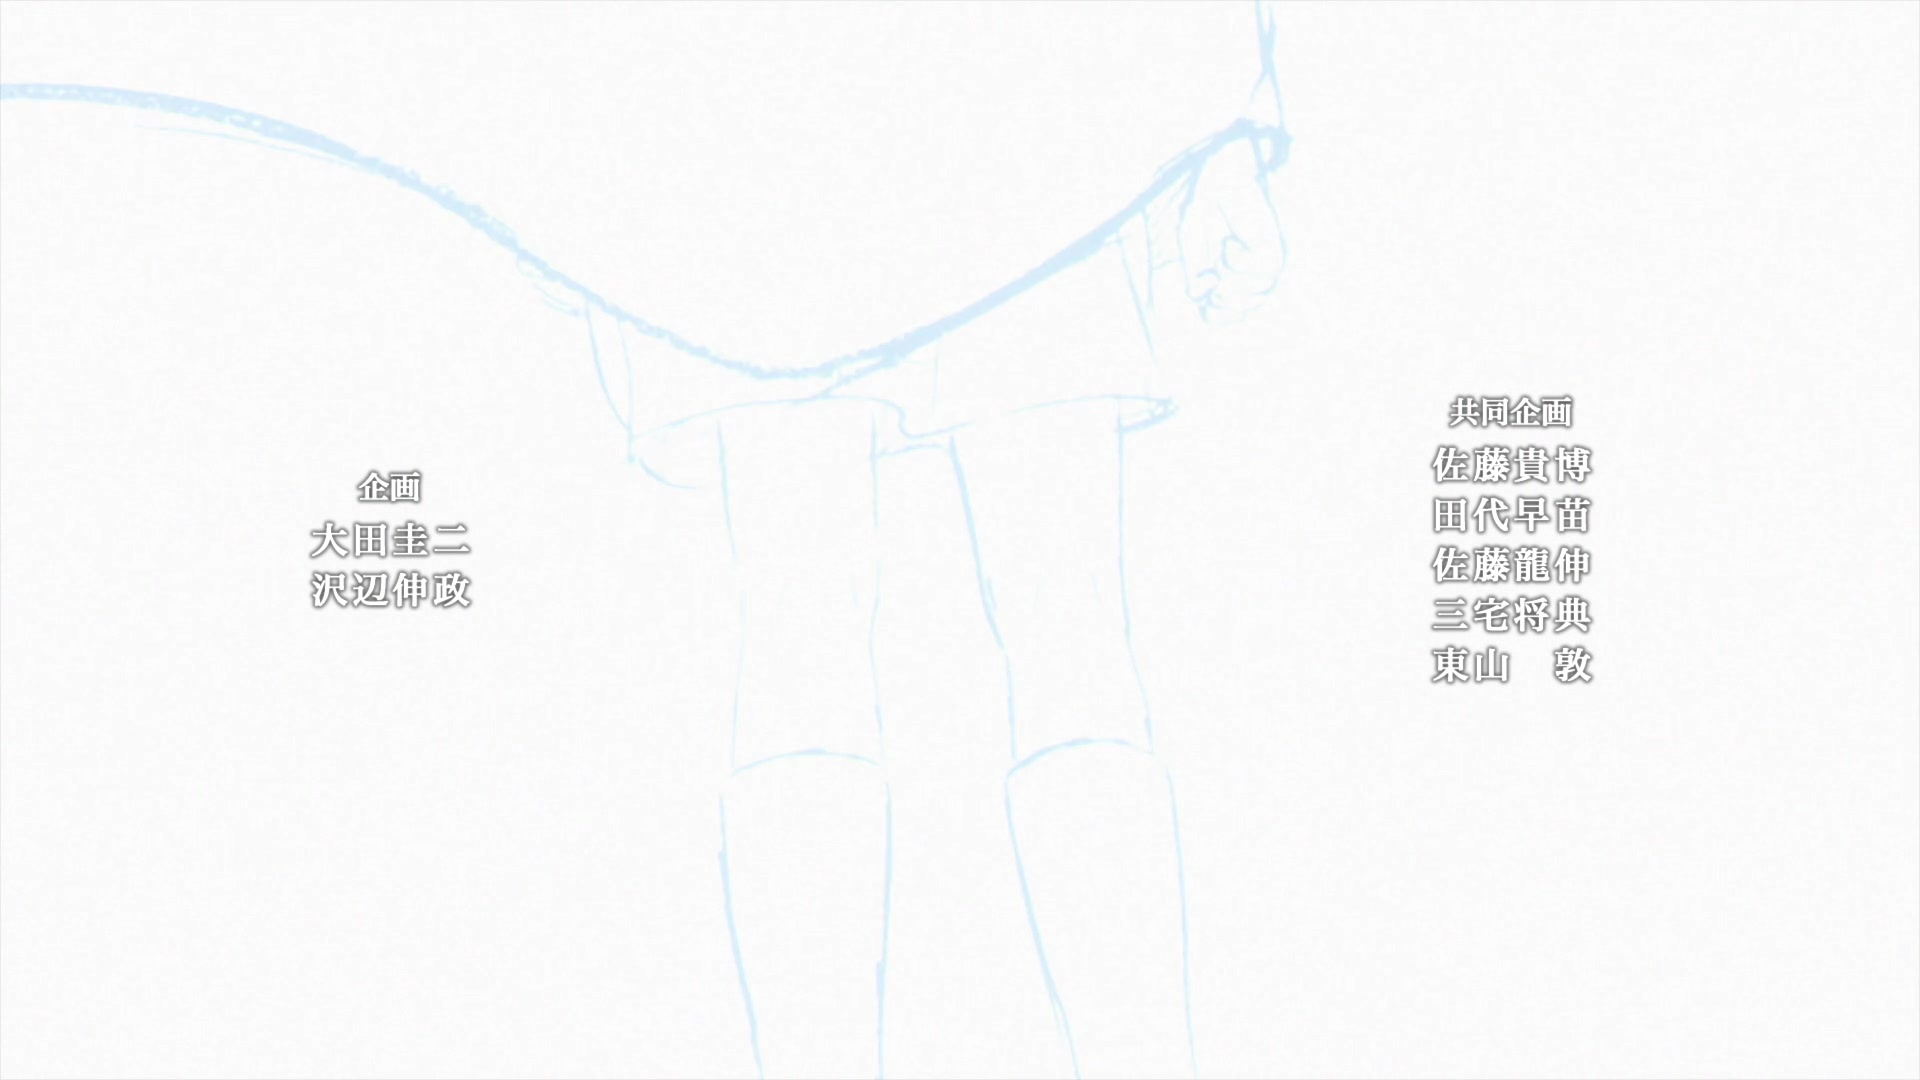 企画
大田圭二
沢辺伸政
共同企画
佐藤貴博
田代早苗
佐藤龍伸
三宅将典
東山　敦